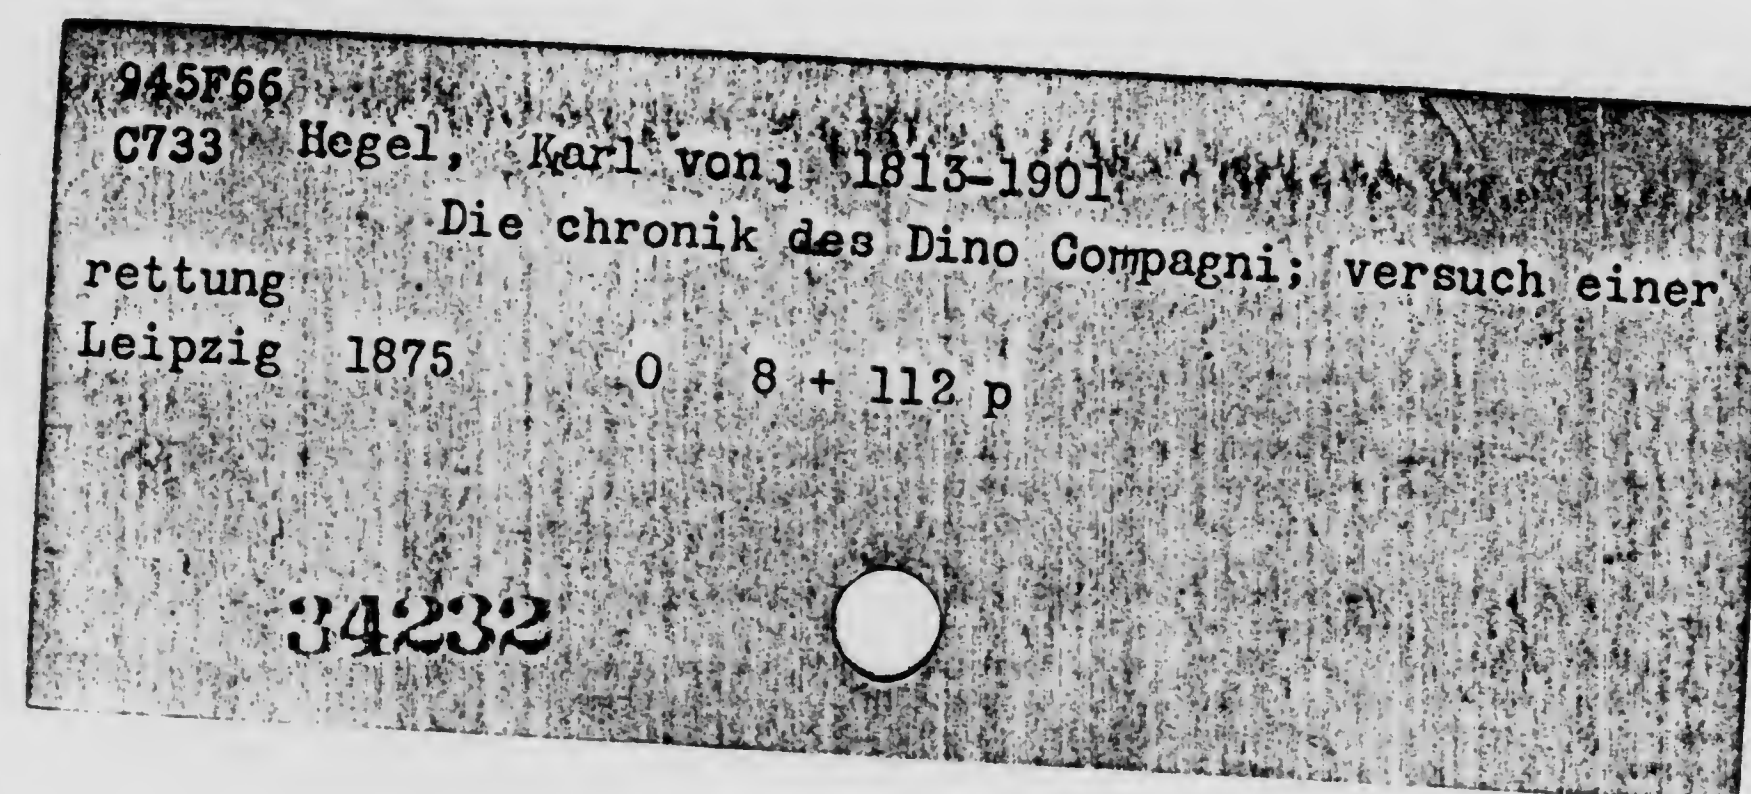 945F66
C733 Hegel, Karl von, 1813-1901
Die chronik des Dino Compagni; versuch einer
rettung
Leipzig 1875 O 8 + 112 p
34232